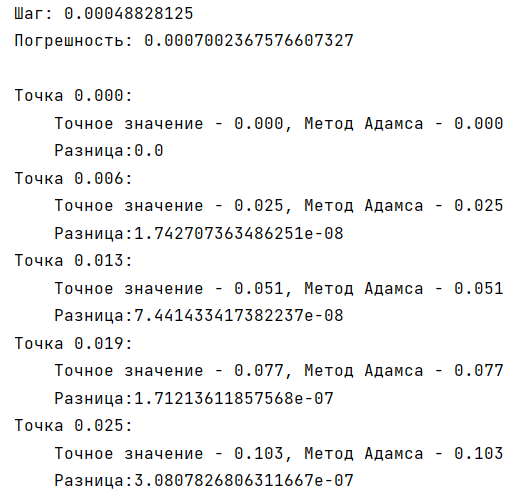 Шаг: 0.00048828125
Погрешность: 0.0007002367576607327
Точка 0.000:
Точное значение - 0.000, Метод Адамса - 0.000
Разница:0.0
Точка 0.006:
Точное значение - 0.025, Метод Адамса - 0.025
Разница:1.742707363486251e-08
Точка 0.013:
Точное значение - 0.051, Метод Адамса - 0.051
Разница:7.441433417382237e-08
Точка 0.019:
Точное значение - 0.077, Метод Адамса - 0.077
Разница:1.71213611857568e-07
Точка 0.025:
Точное значение - 0.103, Метод Адамса - 0.103
Разница:3.0807826806311667e-07